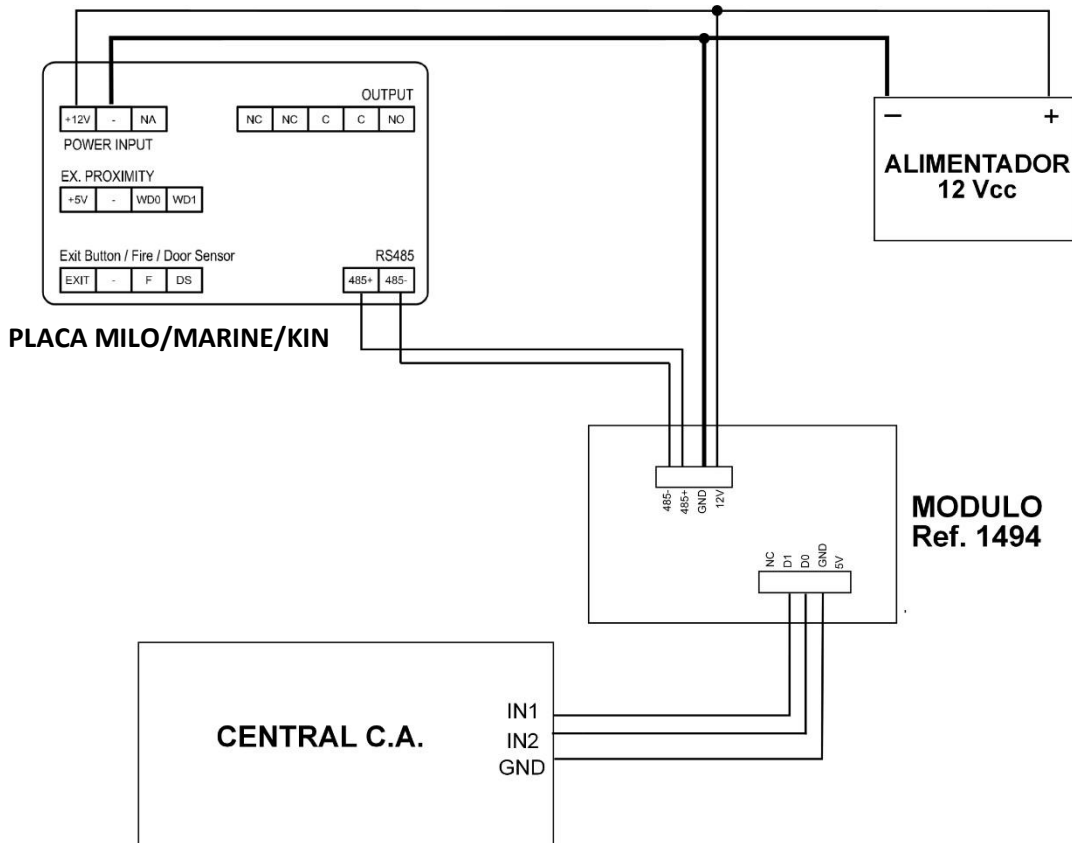 OUTPUT
+12V - NA
NC NC C C NO
POWER INPUT
EX. PROXIMITY
+5V - WD0 WD1
Exit Button / Fire / Door Sensor
RS485
EXIT - F DS
485+ 485-
PLACA MILO/MARINE/KIN
− +
ALIMENTADOR
12 Vcc
485-
485+
GND
12V
MODULO
Ref. 1494
NC
D1
D0
GND
5V
CENTRAL C.A.
IN1
IN2
GND